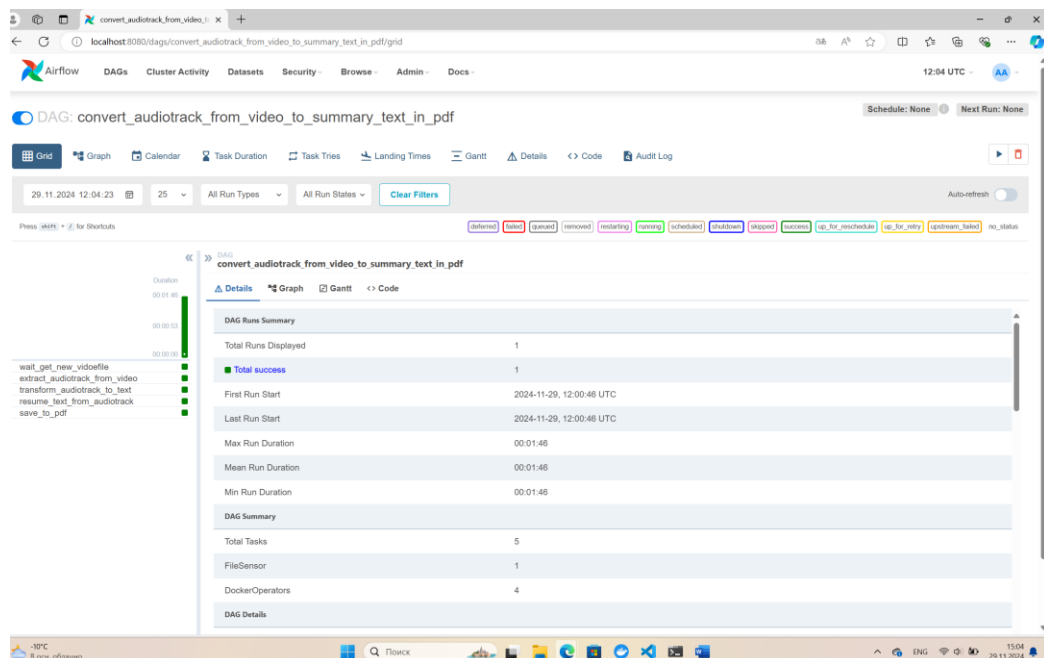 convert_audiotrack_from_video_t
localhost:8080/dags/convert_audiotrack_from_video_to_summary_text_in_pdf/grid
Airflow DAGs Cluster Activity Datasets Security Browse Admin Docs 12:04 UTC AA
DAG: convert_audiotrack_from_video_to_summary_text_in_pdf Schedule: None Next Run: None
Grid Graph Calendar Task Duration Task Tries Landing Times Gantt Details <> Code Audit Log
29.11.2024 12:04:23 25 All Run Types All Run States Clear Filters Auto-refresh
Press shift + / for Shortcuts deferred failed queued removed restarting running scheduled shutdown skipped success up_for_reschedule up_for_retry upstream_failed no_status
DAG
convert_audiotrack_from_video_to_summary_text_in_pdf
Duration
00:01:46
00:00:53
00:00:00
wait_get_new_vidoefile
extract_audiotrack_from_video
transform_audiotrack_to_text
resume_text_from_audiotrack
save_to_pdf
Details Graph Gantt <> Code
DAG Runs Summary
Total Runs Displayed 1
Total success 1
First Run Start 2024-11-29, 12:00:46 UTC
Last Run Start 2024-11-29, 12:00:46 UTC
Max Run Duration 00:01:46
Mean Run Duration 00:01:46
Min Run Duration 00:01:46
DAG Summary
Total Tasks 5
FileSensor 1
DockerOperators 4
DAG Details
-10°C
Поиск ENG 15:04
29.11.2024